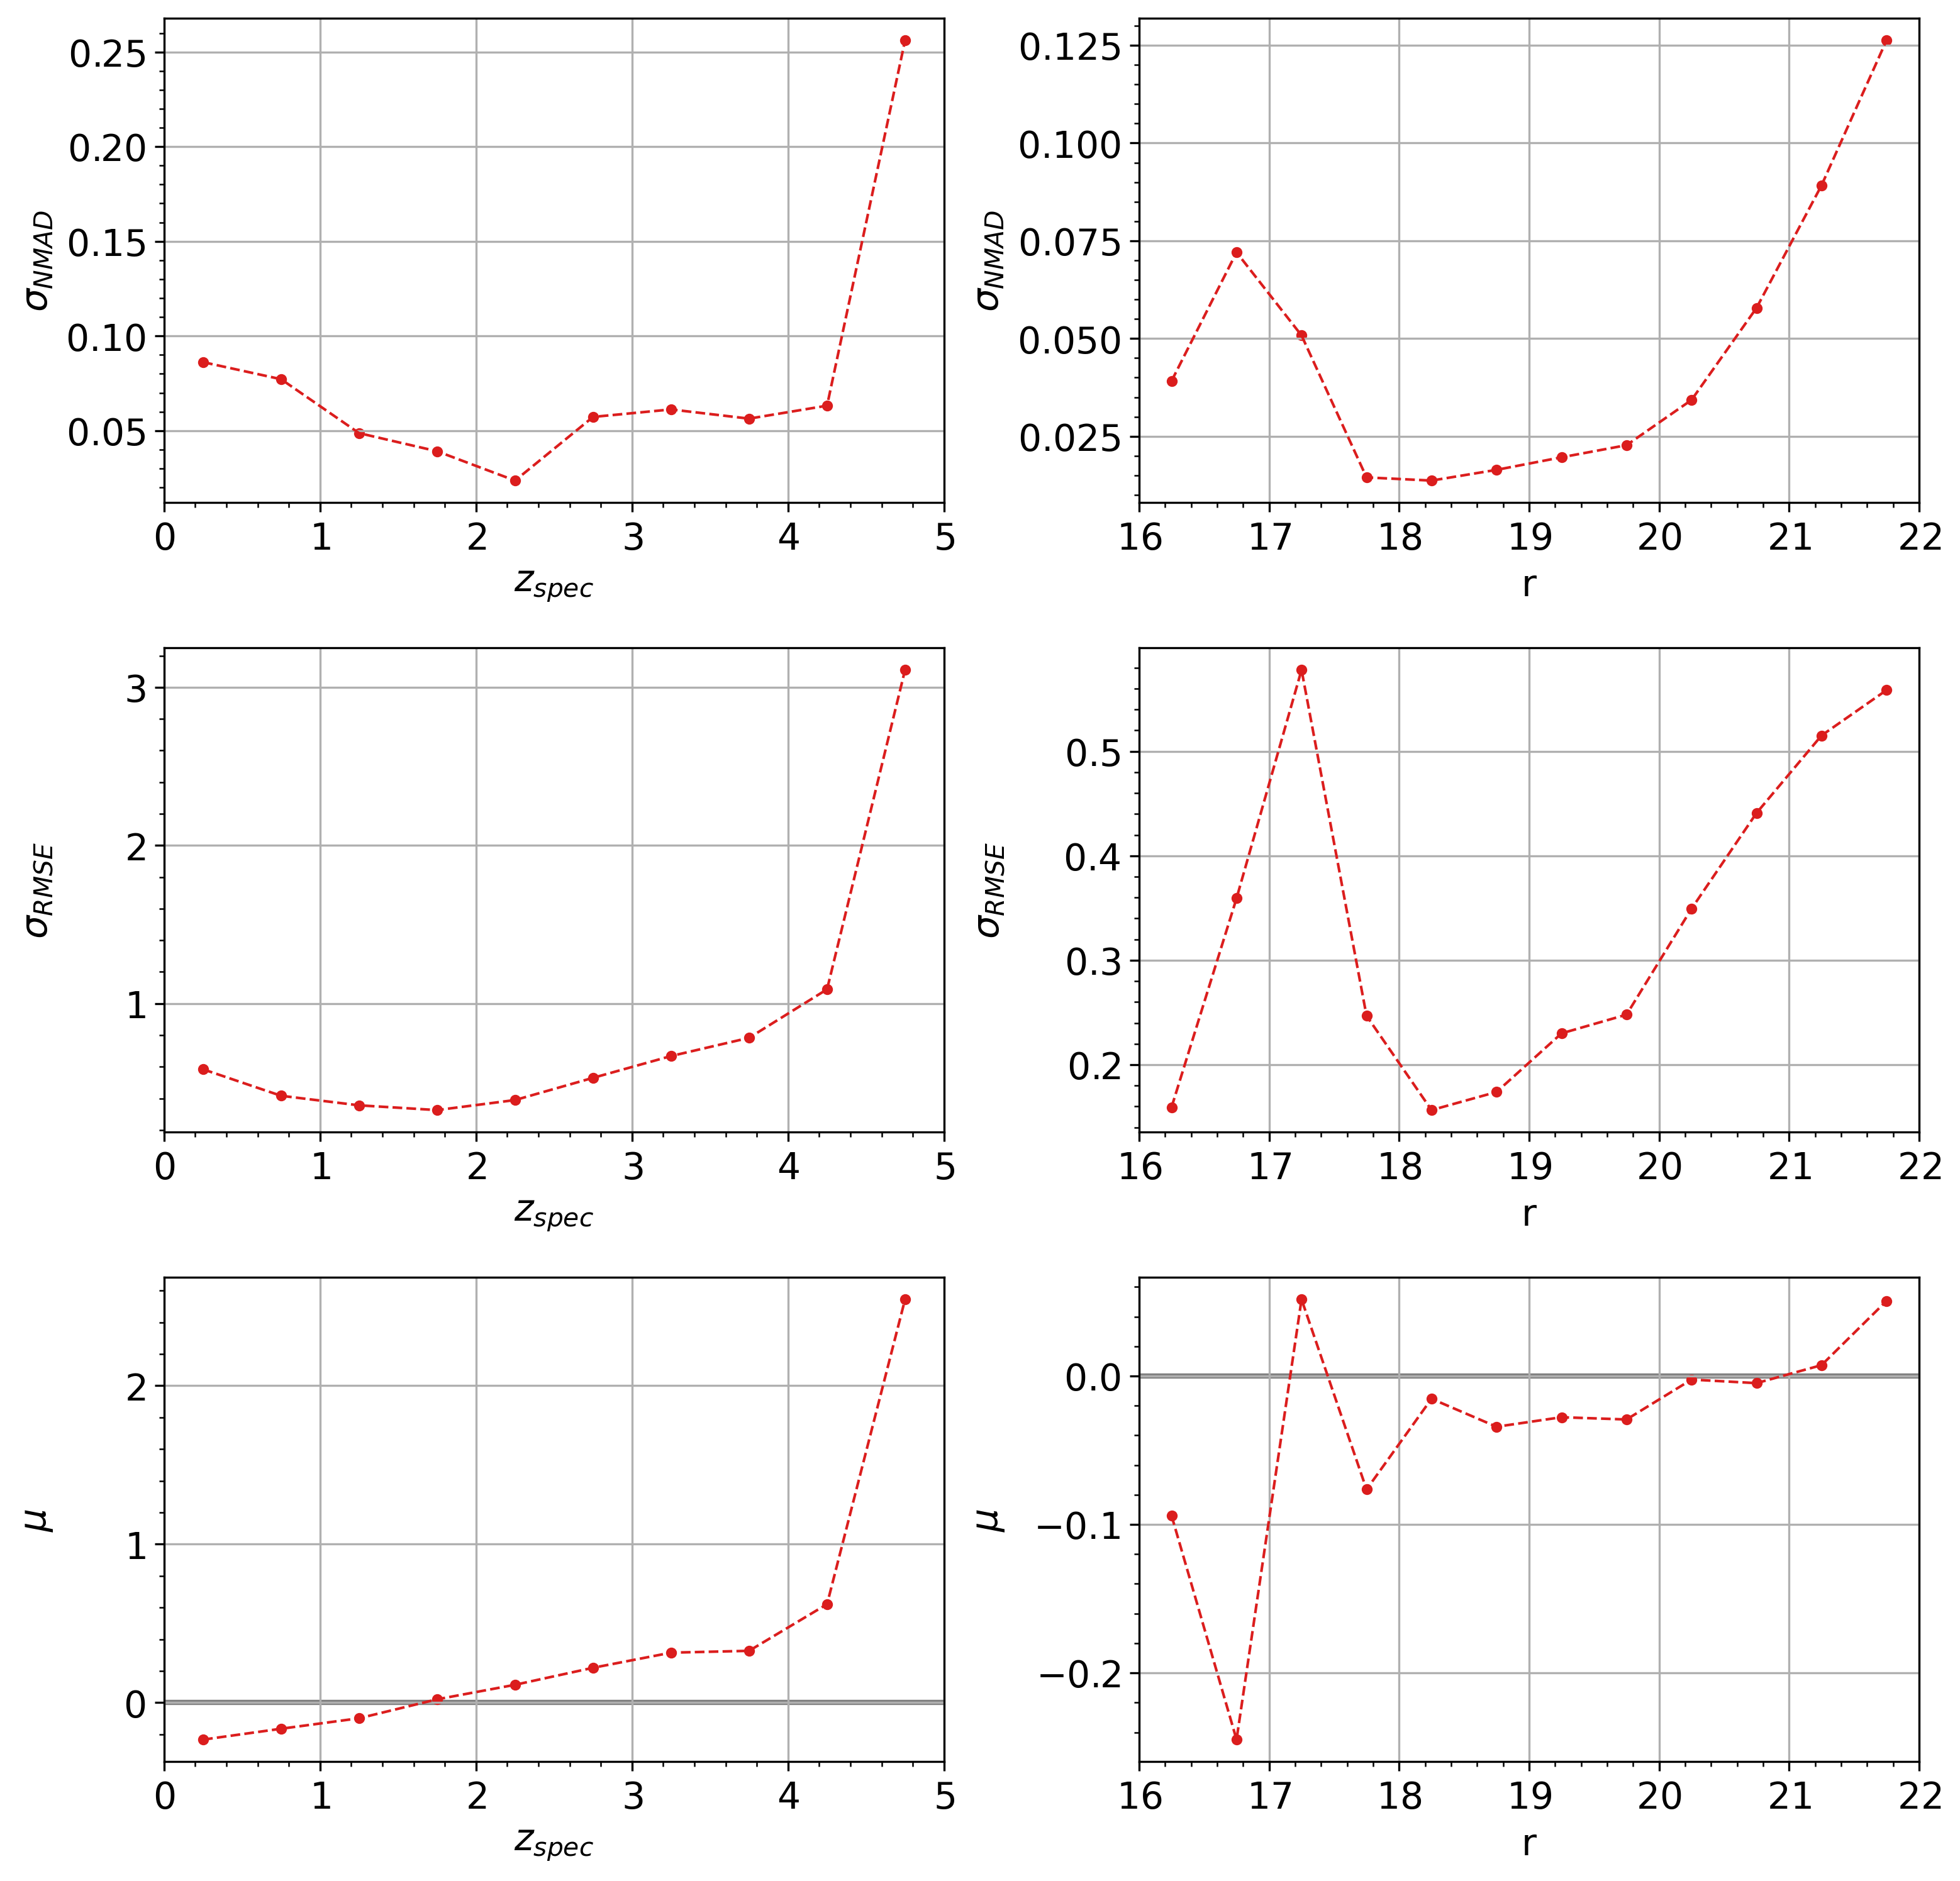 0.25
0.20
0.15
0.10
0.05
σNMAD
0 1 2 3 4 5
zspec
0.125
0.100
0.075
0.050
0.025
σNMAD
16 17 18 19 20 21 22
r
3
2
1
σRMSE
0 1 2 3 4 5
zspec
0.5
0.4
0.3
0.2
σRMSE
16 17 18 19 20 21 22
r
2
1
0
μ
0 1 2 3 4 5
zspec
0.0
−0.1
−0.2
μ
16 17 18 19 20 21 22
r